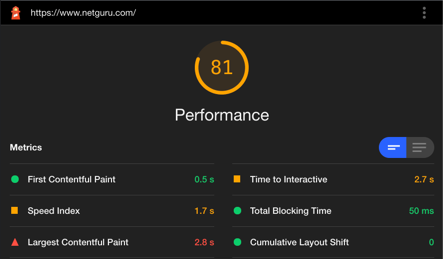 https://www.netguru.com/
81
Performance
Metrics
First Contentful Paint 0.5 s
Time to Interactive 2.7 s
Speed Index 1.7 s
Total Blocking Time 50 ms
Largest Contentful Paint 2.8 s
Cumulative Layout Shift 0